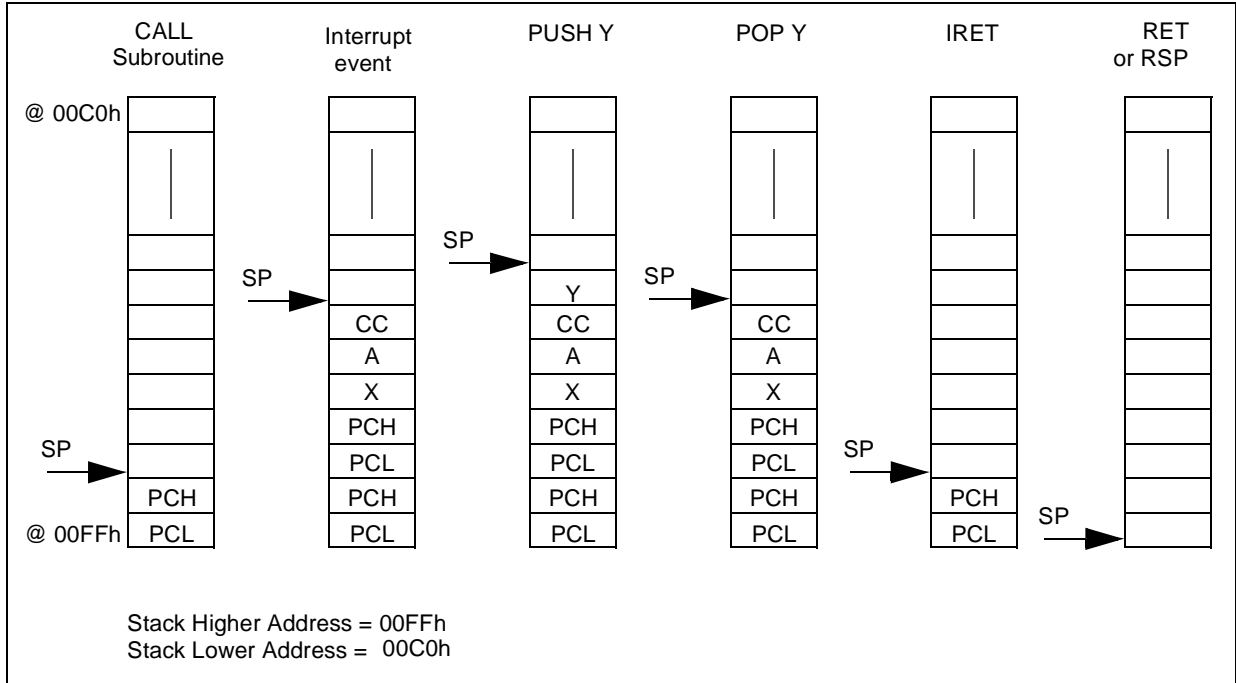 CALL
Subroutine
Interrupt
event
PUSH Y
POP Y
IRET
RET
or RSP
@ 00C0h
SP
PCH
@ 00FFh
PCL
SP
CC
A
X
PCH
PCL
PCH
PCL
SP
Y
CC
A
X
PCH
PCL
PCH
PCL
SP
CC
A
X
PCH
PCL
PCH
PCL
SP
PCH
PCL
SP
Stack Higher Address = 00FFh
Stack Lower Address = 00C0h